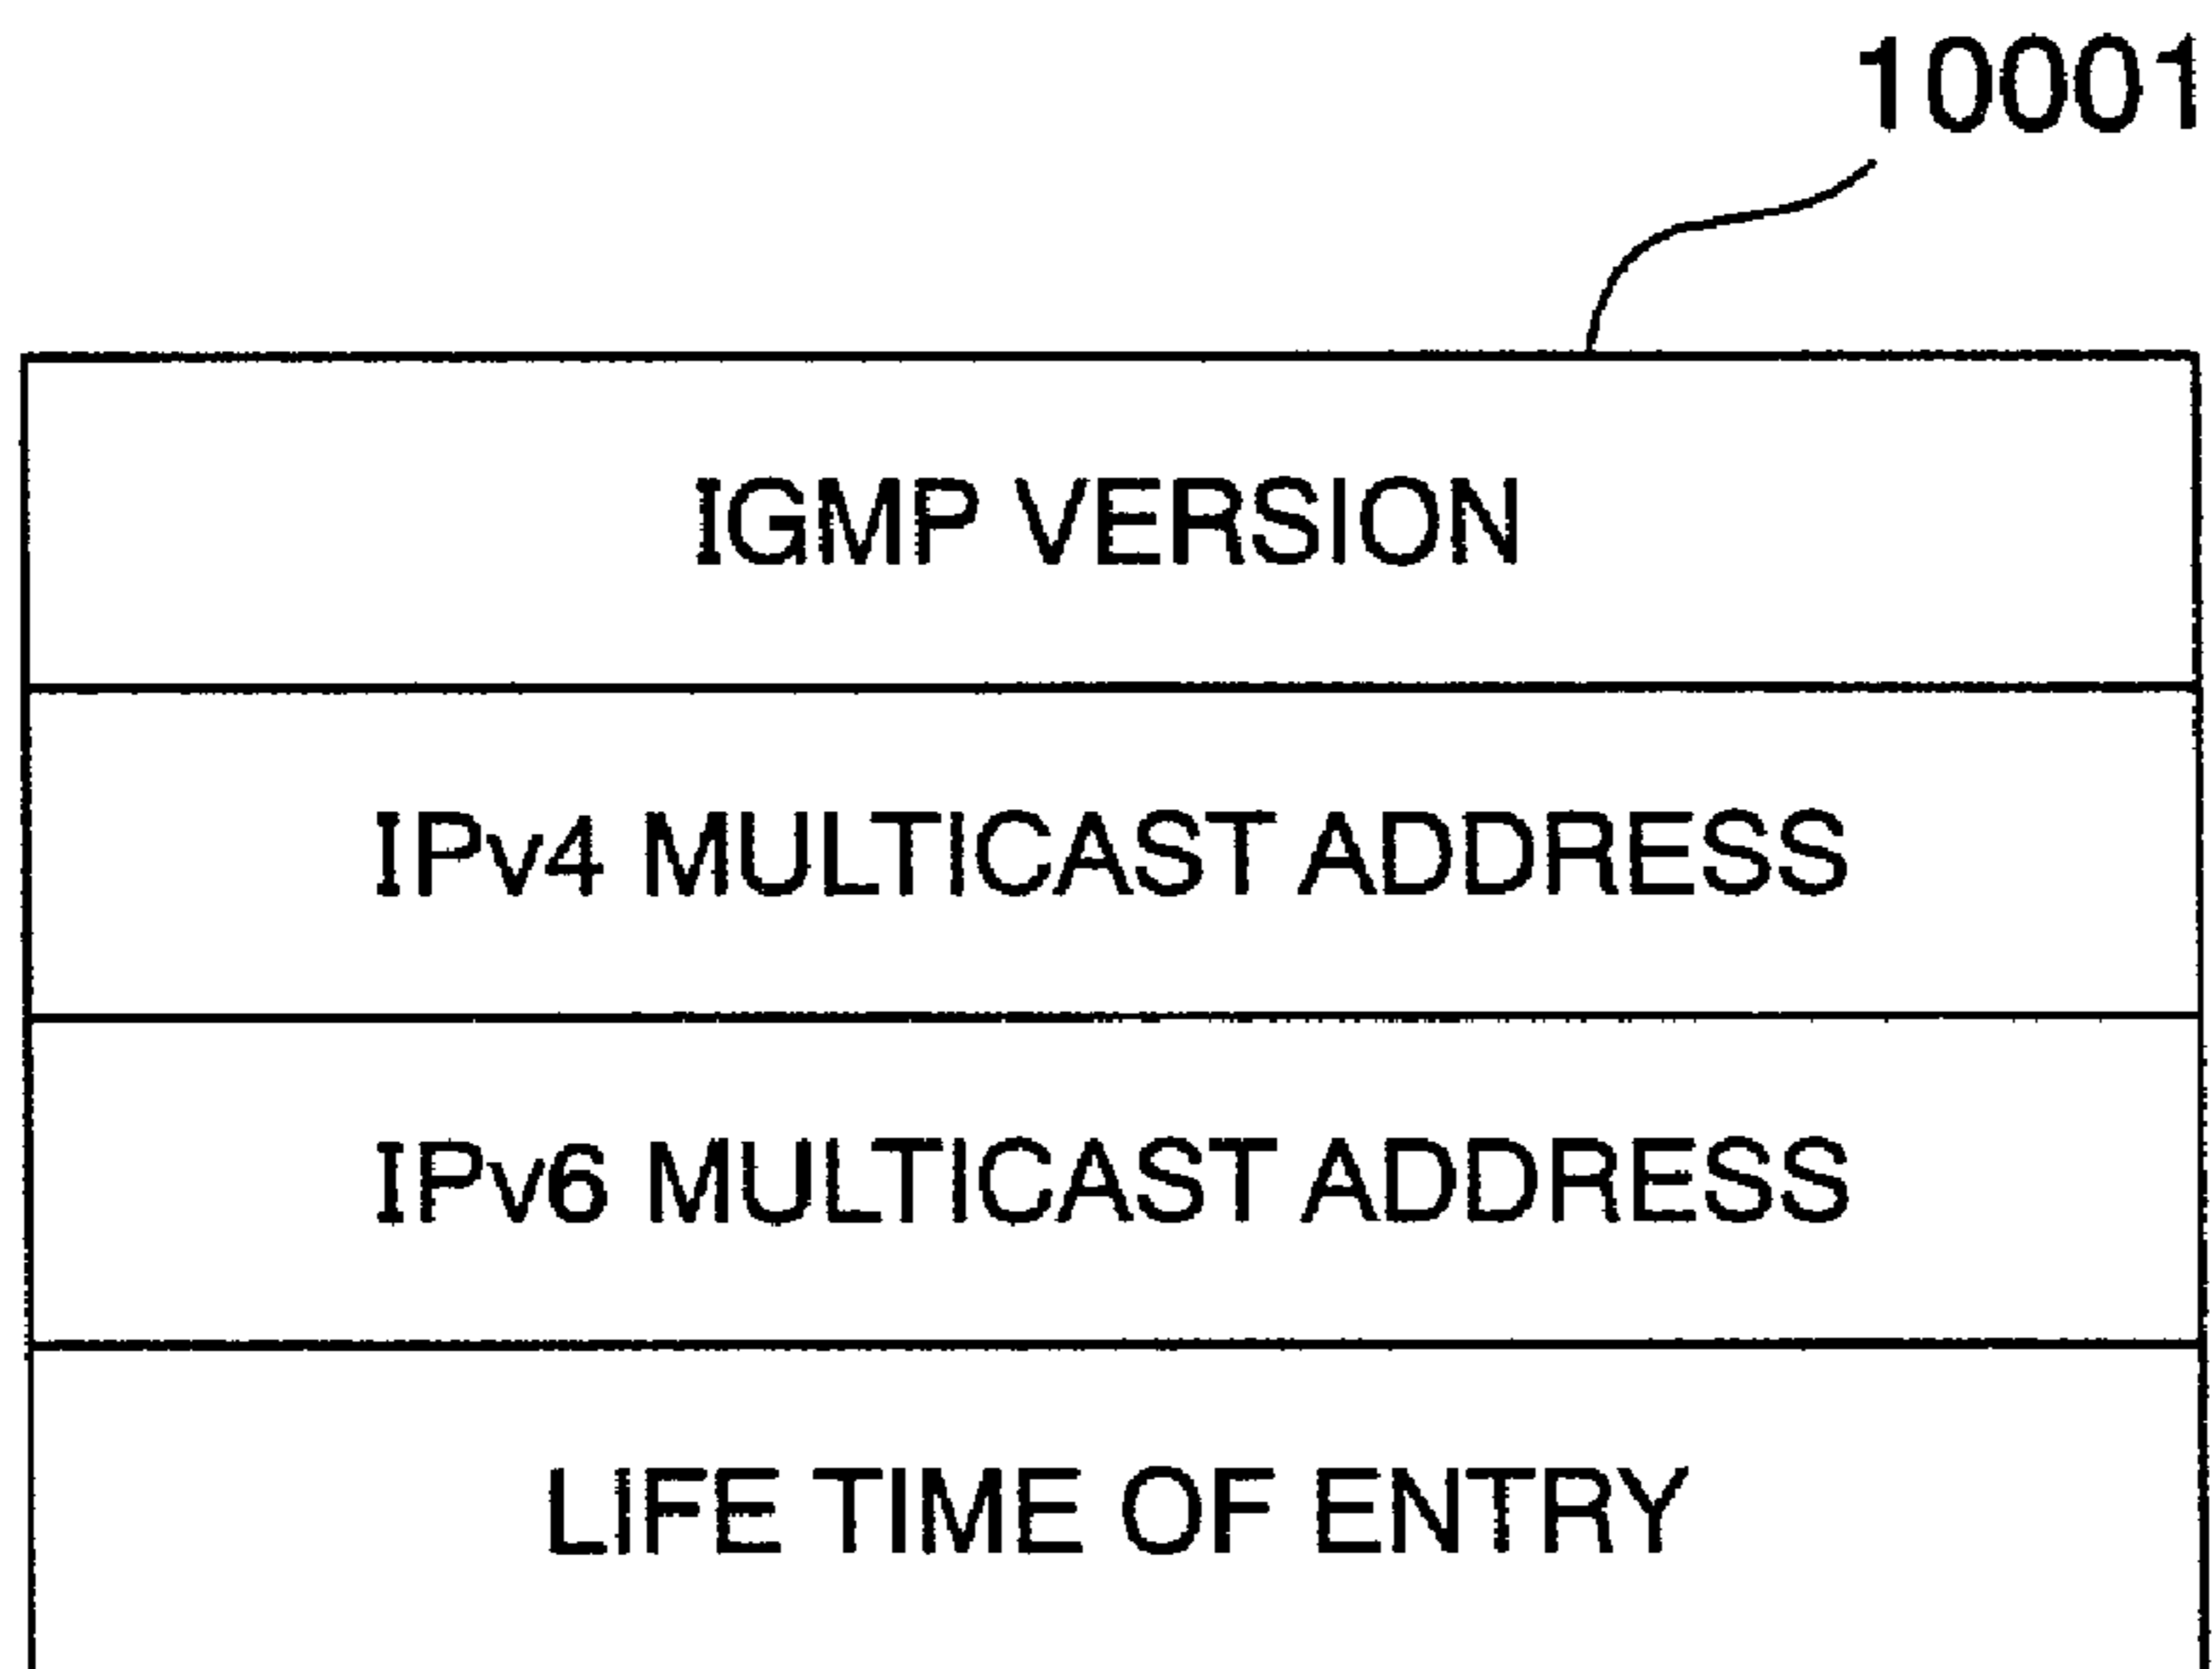 10001
IGMP VERSION
IPv4 MULTICAST ADDRESS
IPv6 MULTICAST ADDRESS
LIFE TIME OF ENTRY